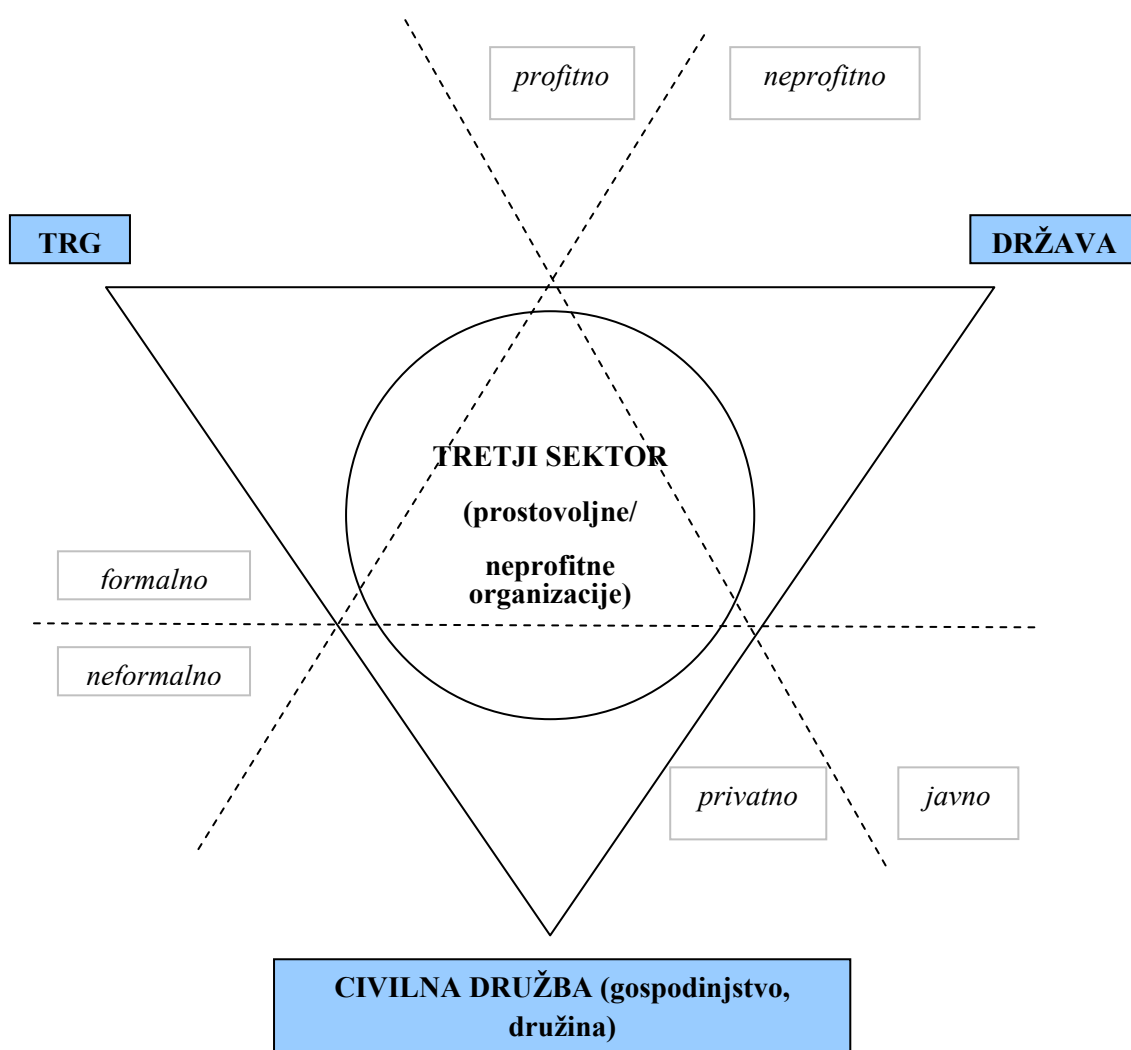 profitno
neprofitno
TRG
DRŽAVA
TRETJI SEKTOR
(prostovoljne/
neprofitne
organizacije)
formalno
neformalno
privatno
javno
CIVILNA DRUŽBA (gospodinjstvo,
družina)